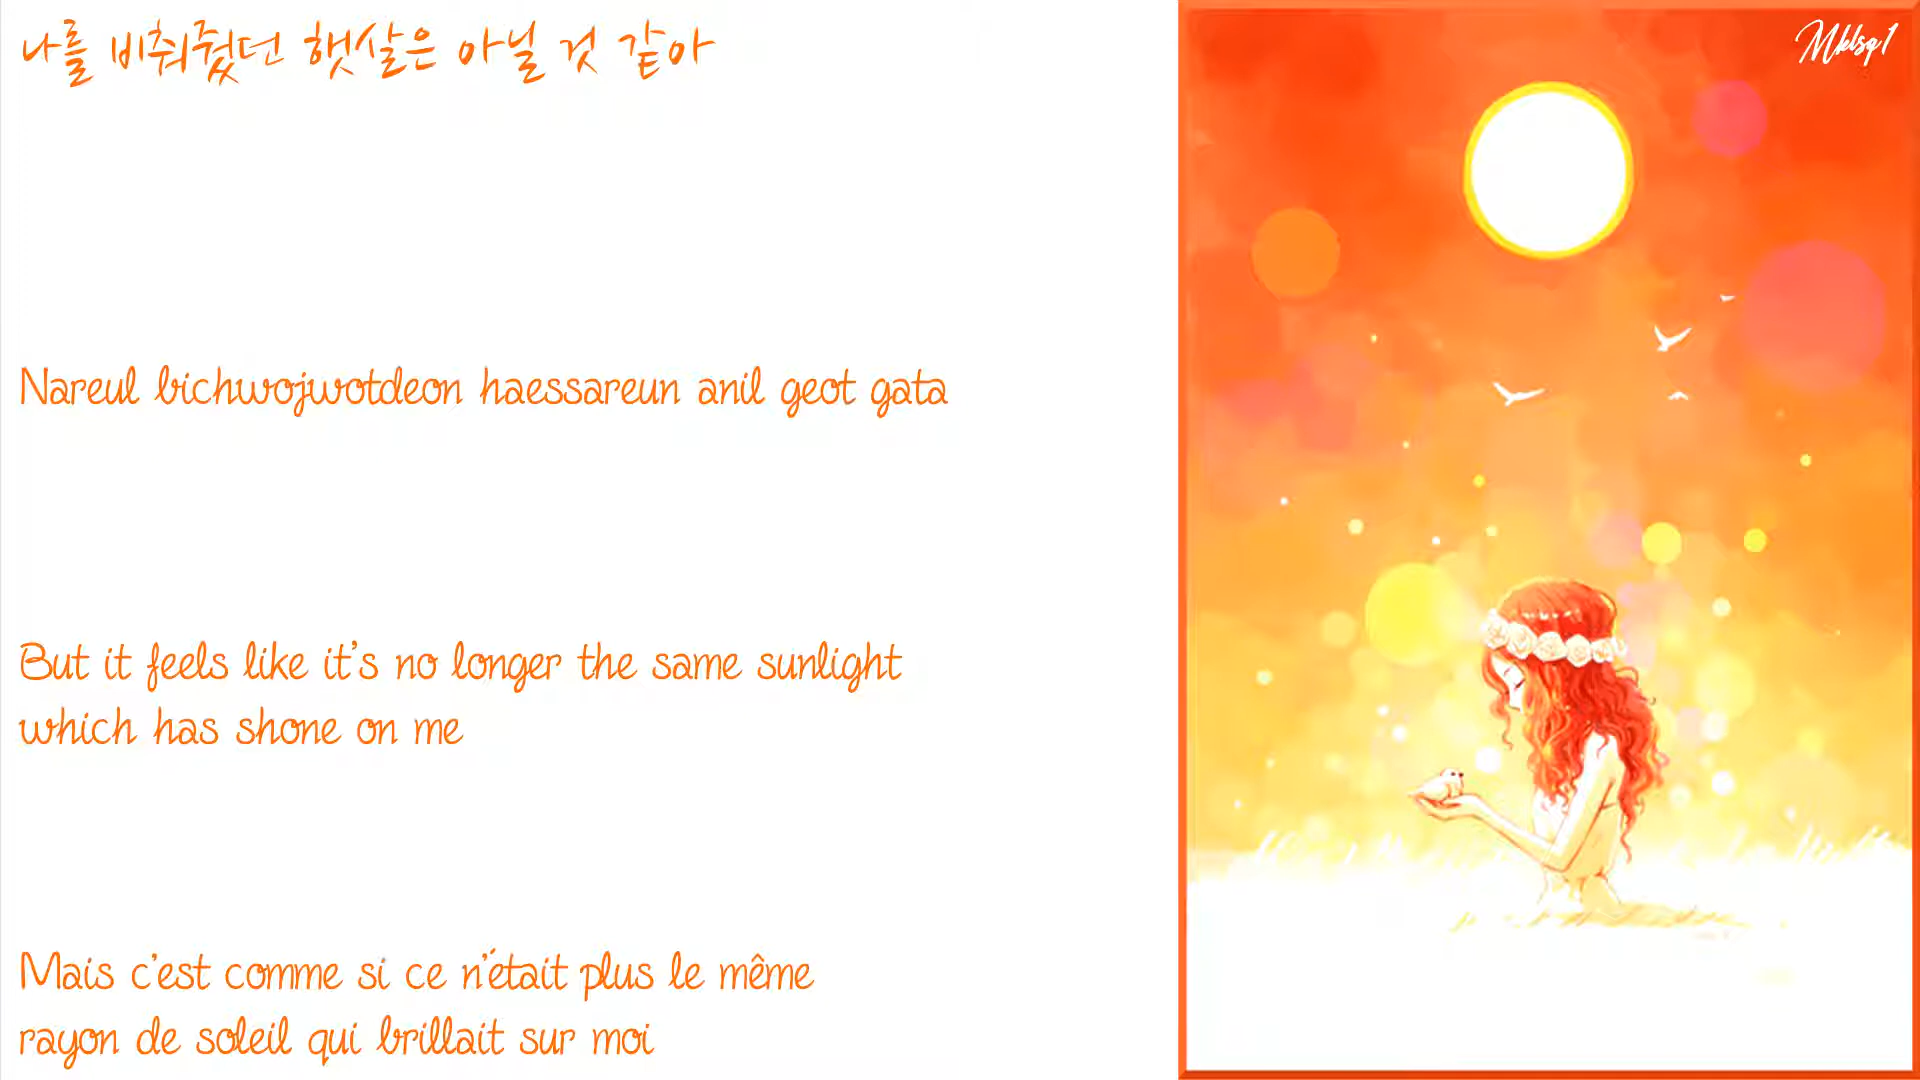 나를 비춰줬던 햇살은 아닐 것 같아
Mklsq1
Nareul bichwojwotdeon haessareun anil geot gata
But it feels like it's no longer the same sunlight
which has shone on me
Mais c'est comme si ce n'était plus le même
rayon de soleil qui brillait sur moi